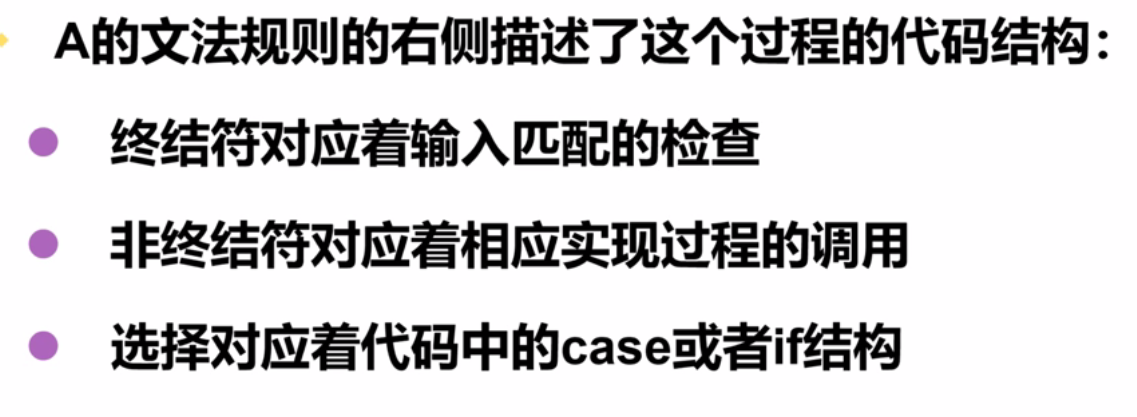 A的文法规则的右侧描述了这个过程的代码结构：
终结符对应着输入匹配的检查
非终结符对应着相应实现过程的调用
选择对应着代码中的case或者if结构